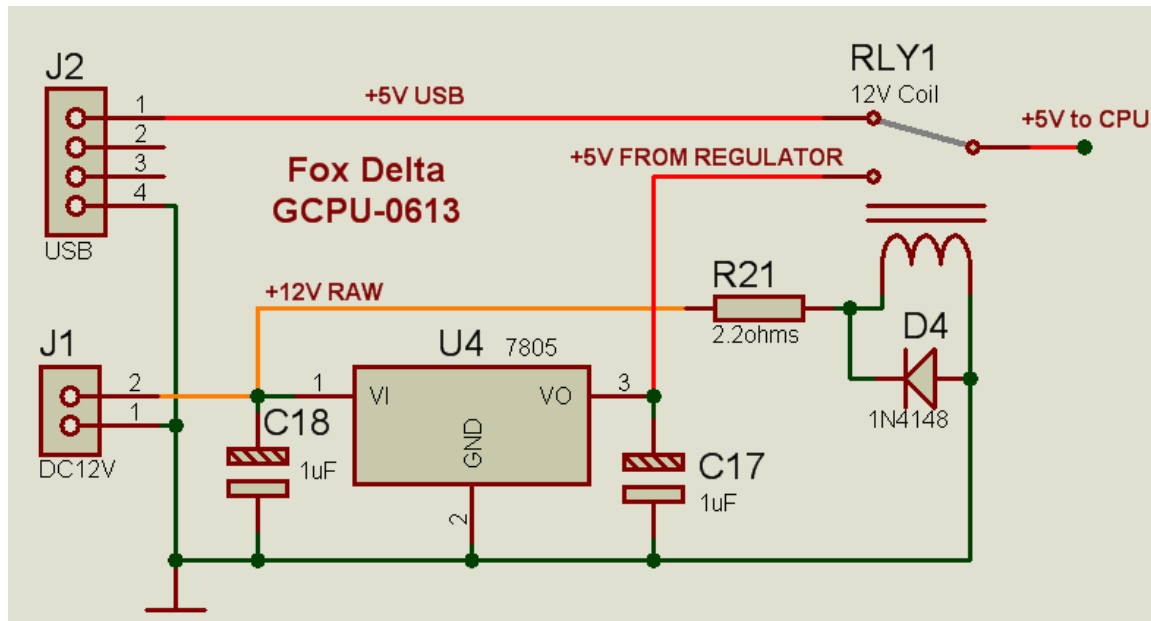 J2
1
2
3
4
USB
+5V USB
Fox Delta
GCPU-0613
RLY1
12V Coil
+5V to CPU
+5V FROM REGULATOR
+12V RAW
R21
2.2ohms
D4
1N4148
J1
2
1
DC12V
C18
1uF
U4 7805
1
VI
VO
3
GND
2
C17
1uF